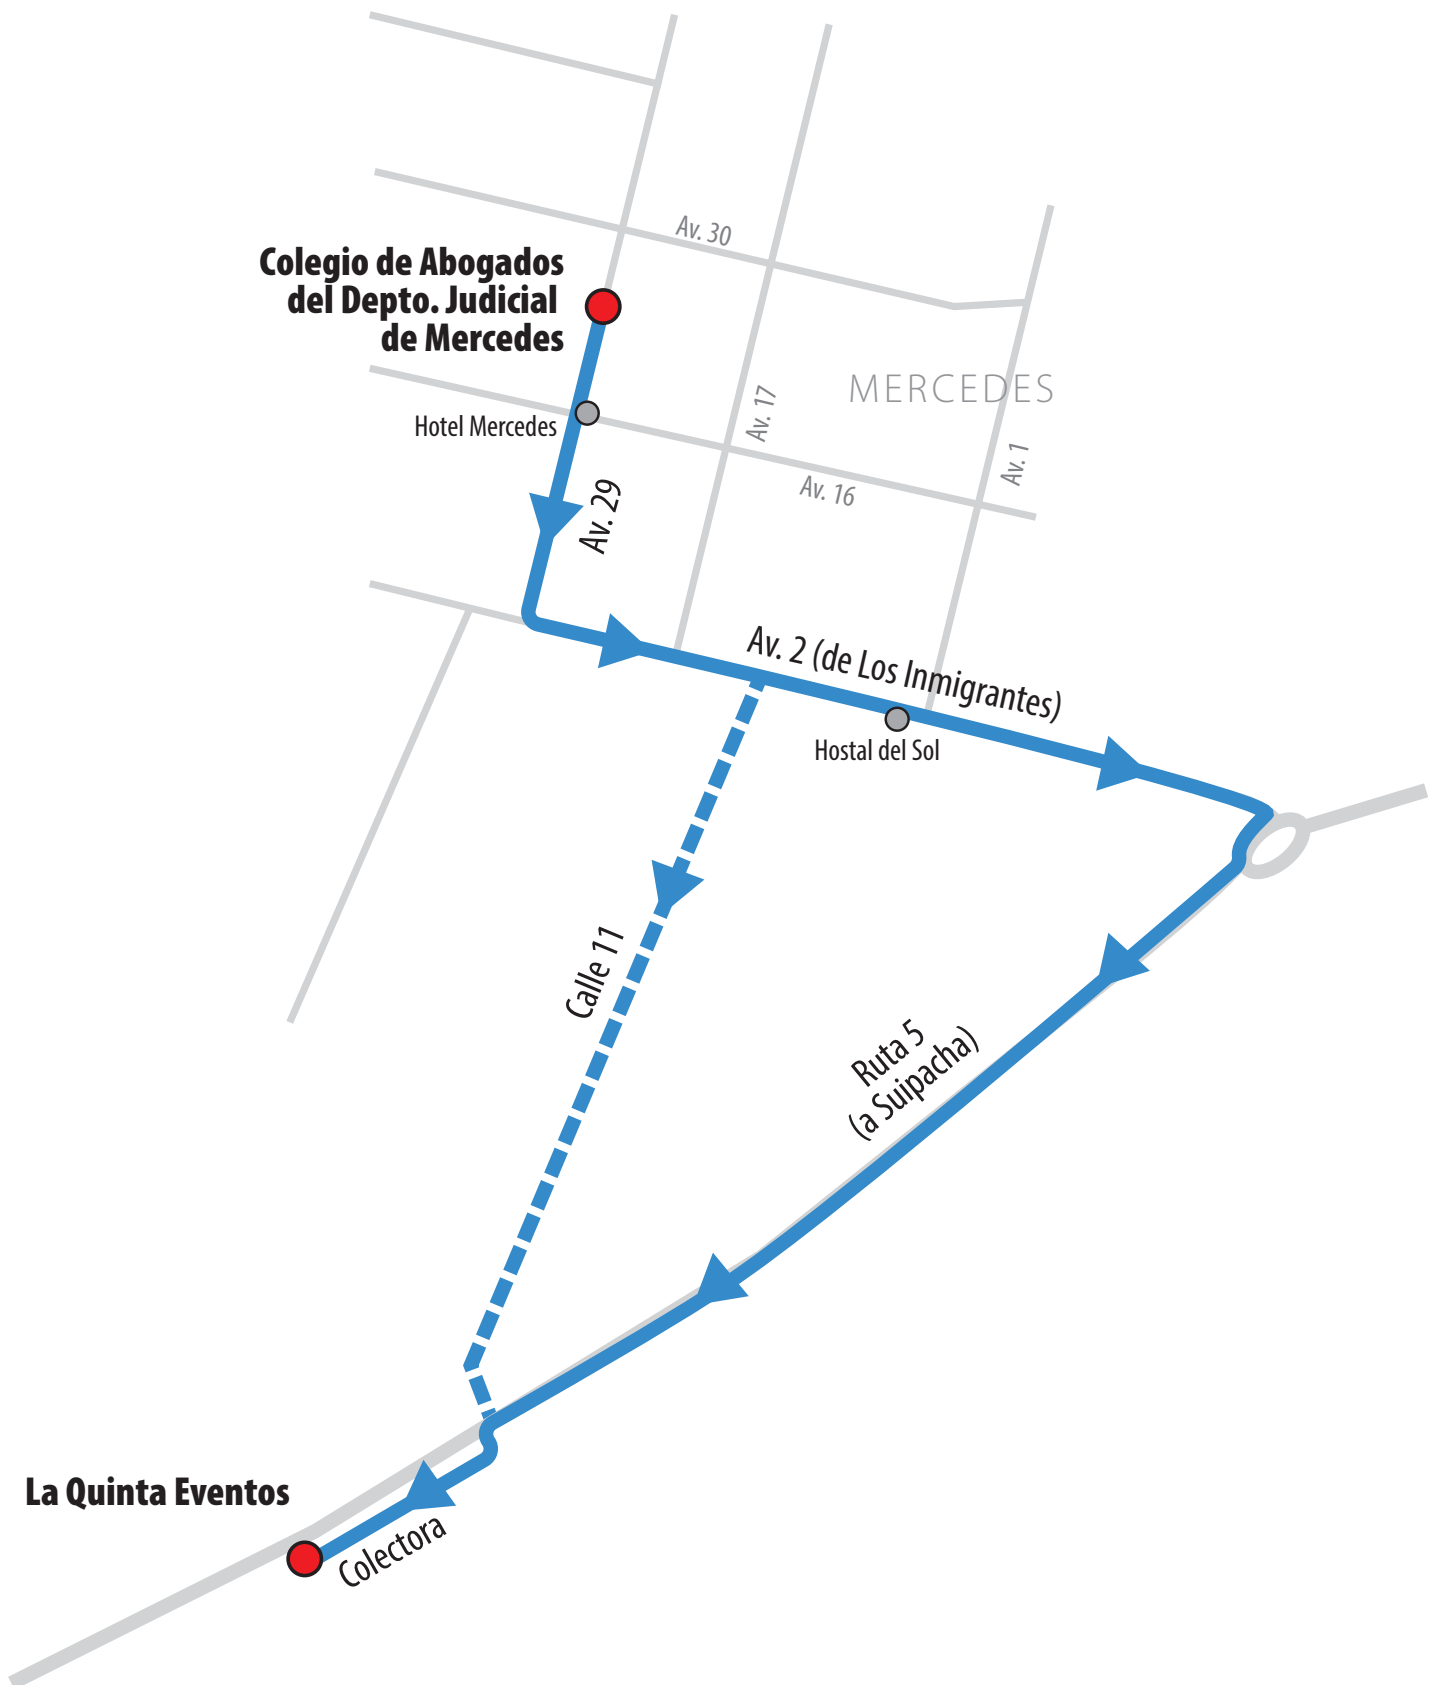 Av. 30
Colegio de Abogados
del Depto. Judicial
de Mercedes
MERCEDES
Av. 17
Hotel Mercedes
Av. 1
Av. 16
Av. 29
Av. 2 (de Los Inmigrantes)
Hostal del Sol
Calle 11
Ruta 5
(a Suipacha)
La Quinta Eventos
Colectora